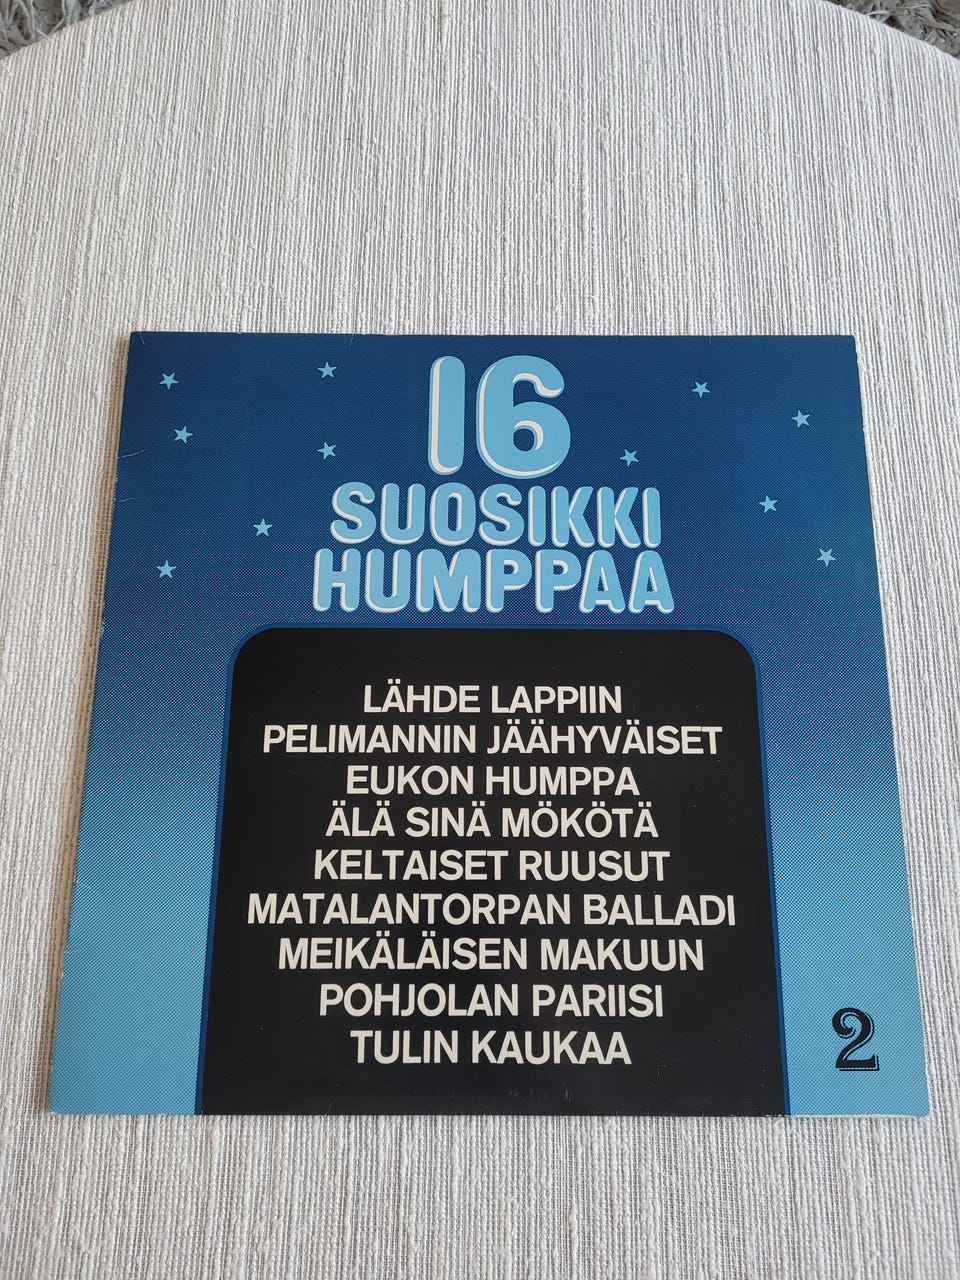 16
SUOSIKKI
HUMPPAA
LÄHDE LAPPIIN
PELIMANNIN JÄÄHYVÄISET
EUKON HUMPPA
ÄLÄ SINÄ MÖKÖTÄ
KELTAISET RUUSUT
MATALANTORPAN BALLADI
MEIKÄLÄISEN MAKUUN
POHJOLAN PARIISI
TULIN KAUKAA
2